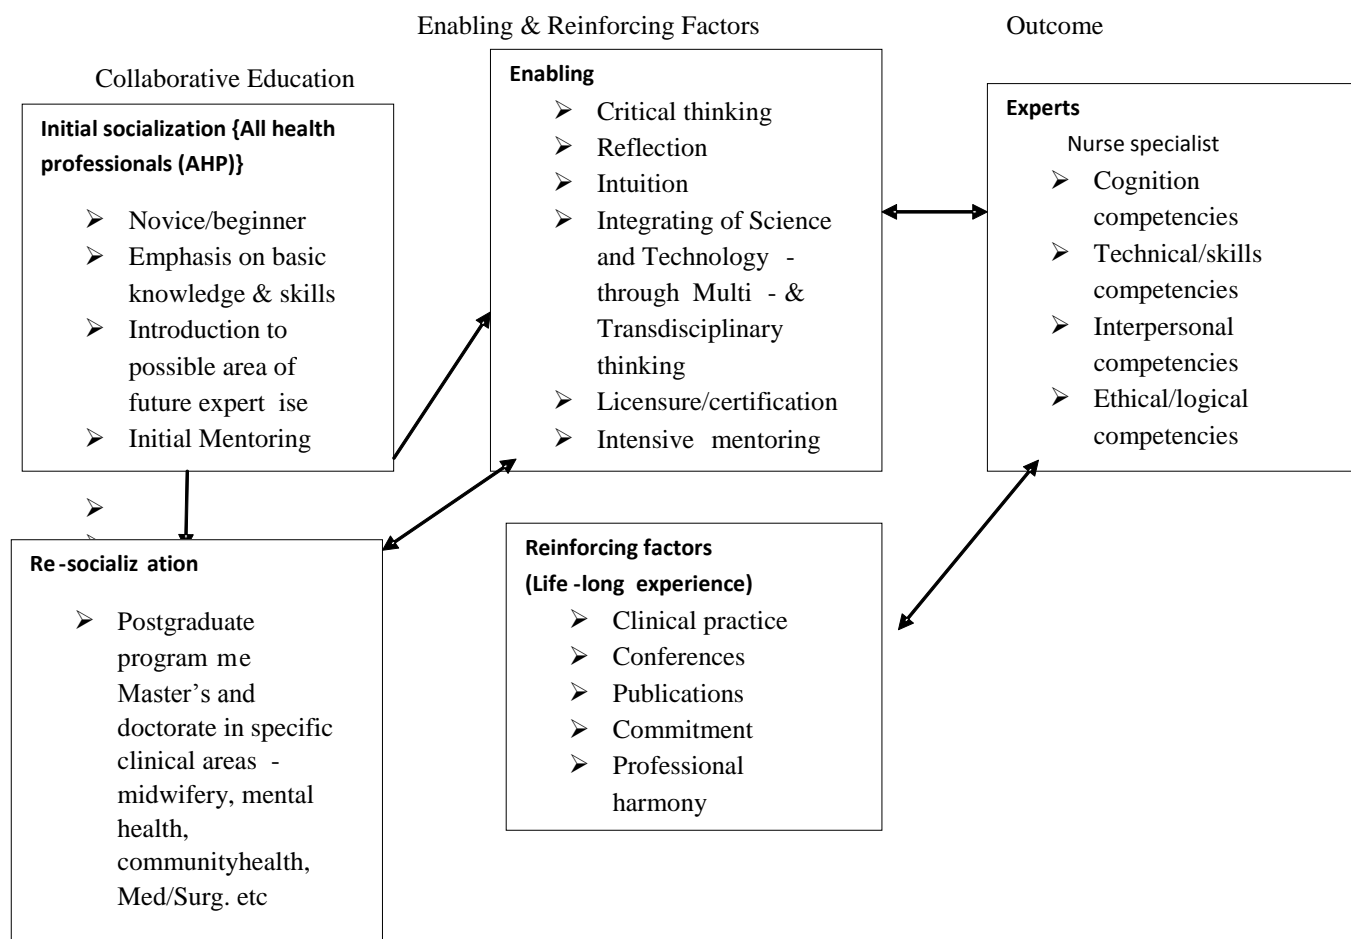 Enabling & Reinforcing Factors
Outcome
Collaborative Education
Initial socialization {All health
professionals (AHP)}
➢ Novice/beginner
➢ Emphasis on basic
knowledge & skills
➢ Introduction to
possible area of
future expert ise
➢ Initial Mentoring
➢
Re-socializ ation
➢ Postgraduate
program me
Master’s and
doctorate in specific
clinical areas -
midwifery, mental
health,
communityhealth,
Med/Surg. etc
Enabling
➢ Critical thinking
➢ Reflection
➢ Intuition
➢ Integrating of Science
and Technology -
through Multi - &
Transdisciplinary
thinking
➢ Licensure/certification
➢ Intensive mentoring
Reinforcing factors
(Life -long experience)
➢ Clinical practice
➢ Conferences
➢ Publications
➢ Commitment
➢ Professional
harmony
Experts
Nurse specialist
➢ Cognition
competencies
➢ Technical/skills
competencies
➢ Interpersonal
competencies
➢ Ethical/logical
competencies